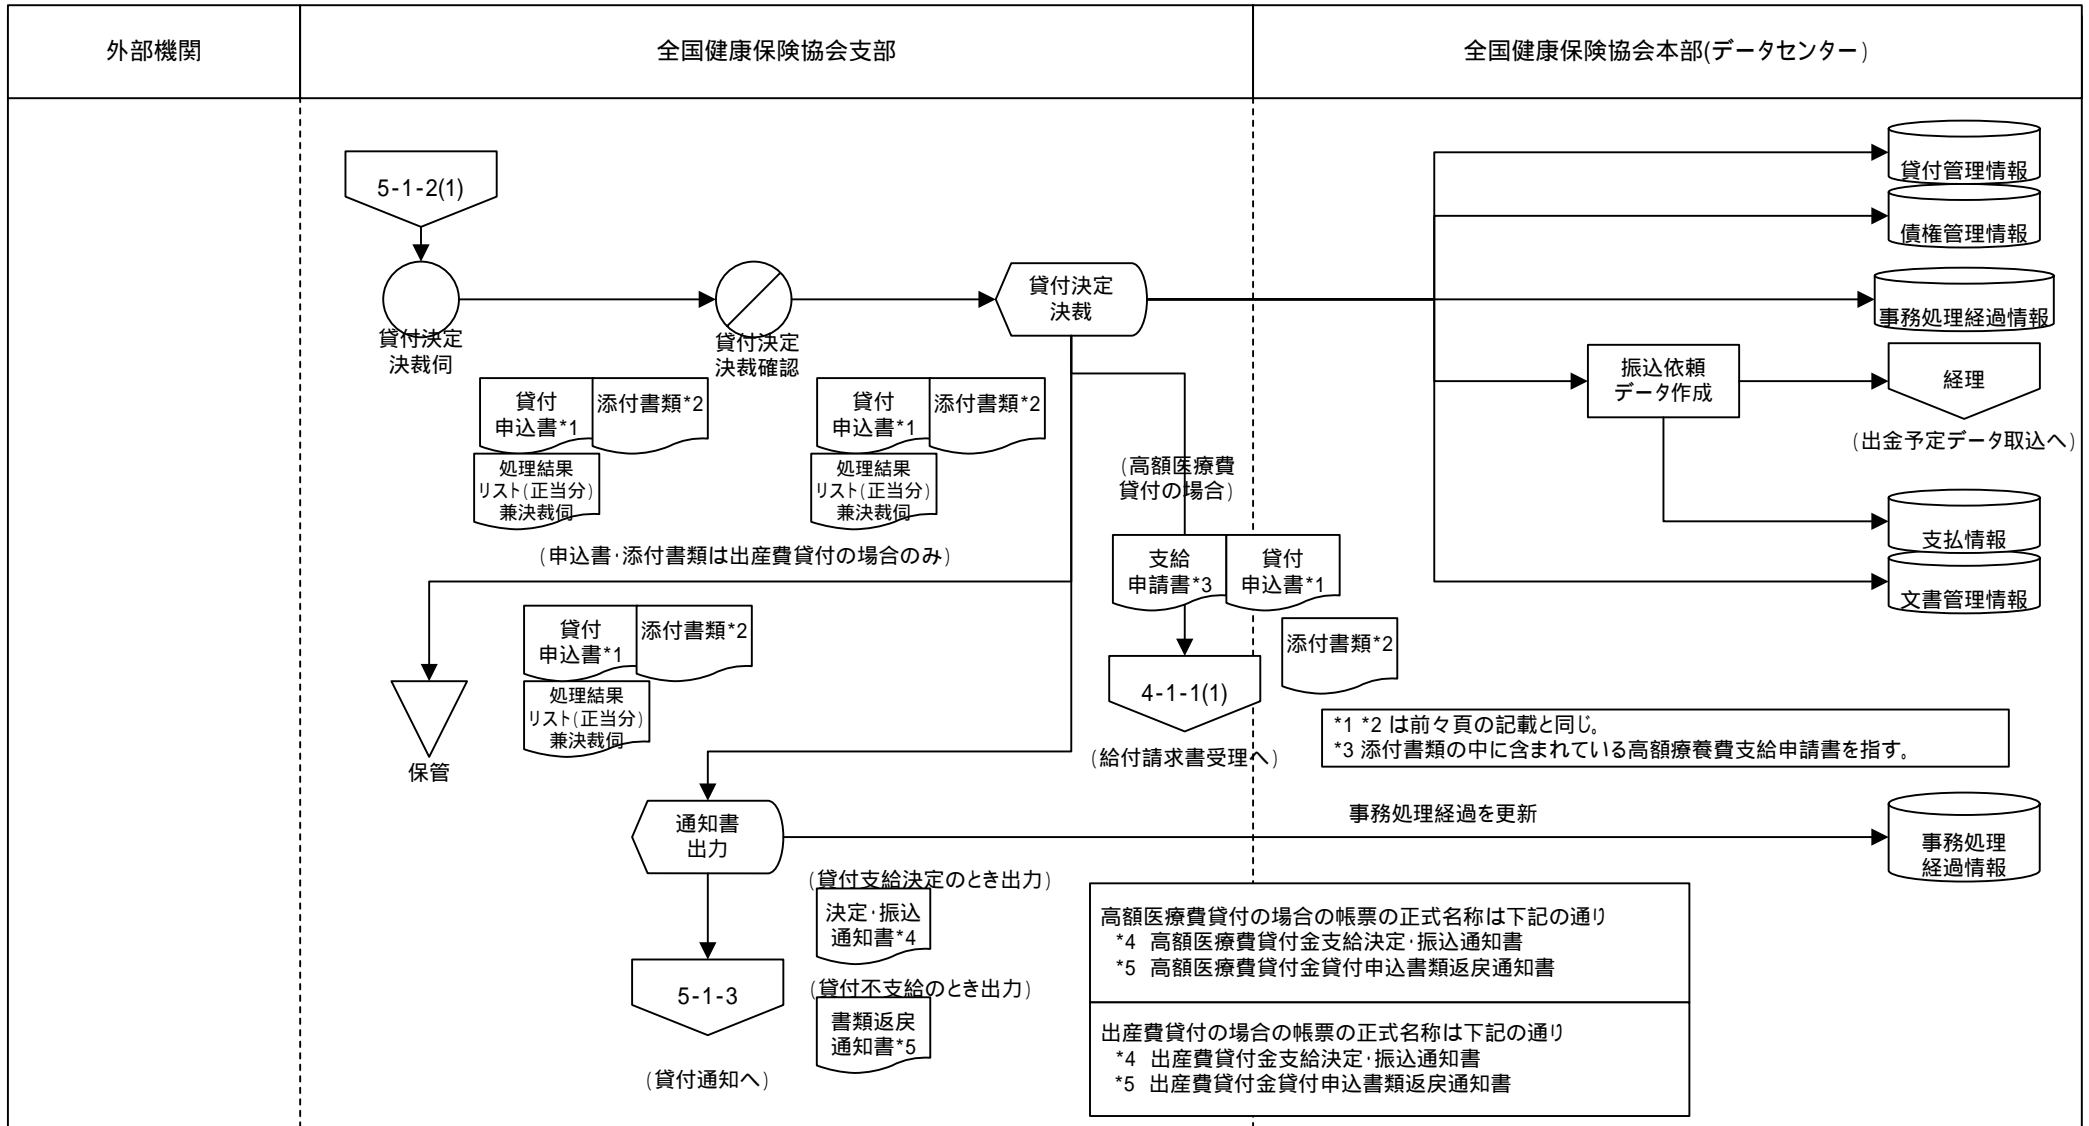 外部機関
全国健康保険協会支部
全国健康保険協会本部(データセンター)
5-1-2(1)
貸付決定
決裁伺
貸付決定
決裁確認
貸付決定
決裁
貸付管理情報
債権管理情報
事務処理経過情報
振込依頼
データ作成
経理
(出金予定データ取込へ)
支払情報
文書管理情報
貸付
申込書*1
添付書類*2
処理結果
リスト(正当分)
兼決裁伺
貸付
申込書*1
添付書類*2
処理結果
リスト(正当分)
兼決裁伺
(申込書・添付書類は出産費貸付の場合のみ)
(高額医療費
貸付の場合)
支給
申請書*3
貸付
申込書*1
添付書類*2
4-1-1(1)
(給付請求書受理へ)
貸付
申込書*1
添付書類*2
処理結果
リスト(正当分)
兼決裁伺
保管
*1 *2 は前々頁の記載と同じ。
*3 添付書類の中に含まれている高額療養費支給申請書を指す。
通知書
出力
事務処理経過を更新
事務処理
経過情報
(貸付支給決定のとき出力)
決定・振込
通知書*4
(貸付不支給のとき出力)
書類返戻
通知書*5
5-1-3
(貸付通知へ)
高額医療費貸付の場合の帳票の正式名称は下記の通り
*4 高額医療費貸付金支給決定・振込通知書
*5 高額医療費貸付金貸付申込書類返戻通知書
出産費貸付の場合の帳票の正式名称は下記の通り
*4 出産費貸付金支給決定・振込通知書
*5 出産費貸付金貸付申込書類返戻通知書